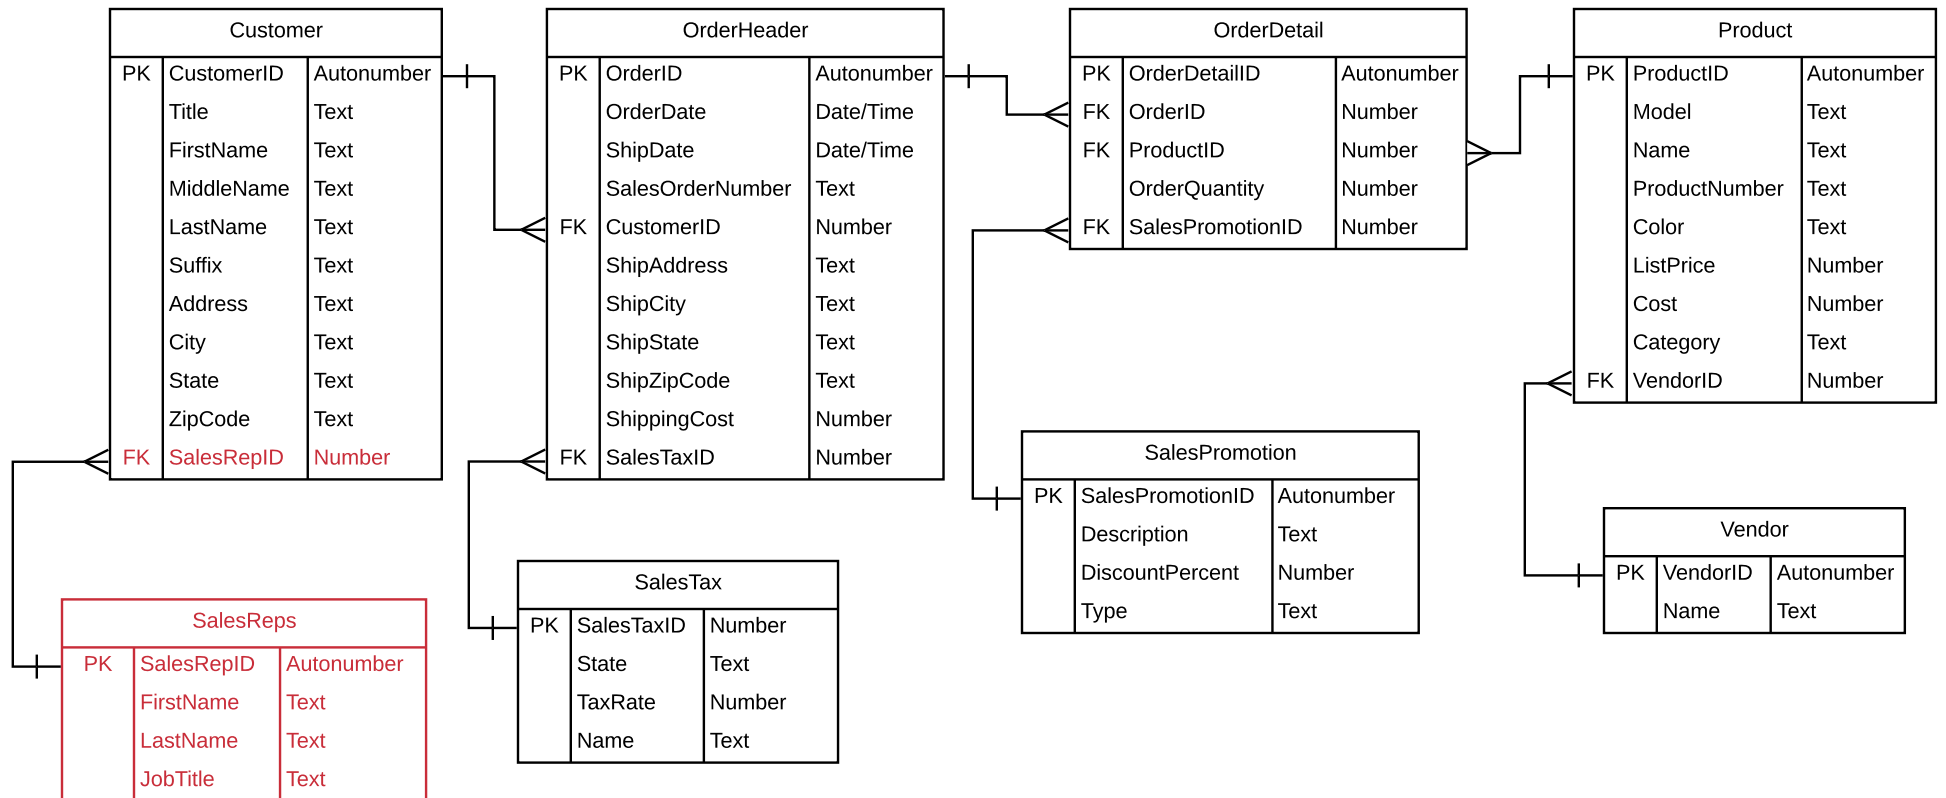 Customer
PK CustomerID Autonumber
Title Text
FirstName Text
MiddleName Text
LastName Text
Suffix Text
Address Text
City Text
State Text
ZipCode Text
FK SalesRepID Number
OrderHeader
PK OrderID Autonumber
OrderDate Date/Time
ShipDate Date/Time
SalesOrderNumber Text
FK CustomerID Number
ShipAddress Text
ShipCity Text
ShipState Text
ShipZipCode Text
ShippingCost Number
FK SalesTaxID Number
OrderDetail
PK OrderDetailID Autonumber
FK OrderID Number
FK ProductID Number
OrderQuantity Number
FK SalesPromotionID Number
Product
PK ProductID Autonumber
Model Text
Name Text
ProductNumber Text
Color Text
ListPrice Number
Cost Number
Category Text
FK VendorID Number
SalesReps
PK SalesRepID Autonumber
FirstName Text
LastName Text
JobTitle Text
SalesTax
PK SalesTaxID Number
State Text
TaxRate Number
Name Text
SalesPromotion
PK SalesPromotionID Autonumber
Description Text
DiscountPercent Number
Type Text
Vendor
PK VendorID Autonumber
Name Text